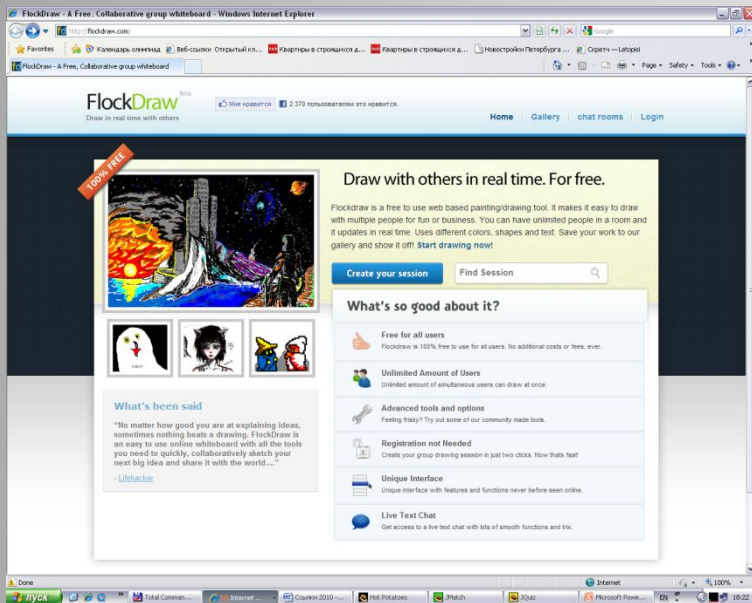 FlockDraw - A Free, Collaborative group whiteboard - Windows Internet Explorer
http://flockdraw.com/
Google
Favorites Календарь олимпиад Веб-ссылки Открытый кл... Квартиры в строящихся д... Квартиры в строящихся д... Новостройки Петербурга ... Скретч — Letopisi
FlockDraw - A Free, Collaborative group whiteboard
Page Safety Tools
FlockDraw Beta
Draw in real time with others
Мне нравится 2 370 пользователям это нравится.
Home Gallery chat rooms Login
100% FREE
Draw with others in real time. For free.
Flockdraw is a free to use web based painting/drawing tool. It makes it easy to draw
with multiple people for fun or business. You can have unlimited people in a room and
it updates in real time. Uses different colors, shapes and text. Save your work to our
gallery and show it off! Start drawing now!
Create your session Find Session
What's so good about it?
Free for all users
Flockdraw is 100% free to use for all users. No additional costs or fees, ever.
Unlimited Amount of Users
Unlimited amount of simultaneous users can draw at once.
Advanced tools and options
Feeling frisky? Try out some of our community made tools.
Registration not Needed
Create your group drawing session in just two clicks. Now thats fast!
Unique Interface
Unique interface with features and functions never before seen online.
Live Text Chat
Get access to a live text chat with lots of smooth functions and trix.
What's been said
"No matter how good you are at explaining ideas,
sometimes nothing beats a drawing. FlockDraw is
an easy to use online whiteboard with all the tools
you need to quickly, collaboratively sketch your
next big idea and share it with the world...."
- Lifehacker
Done Internet 100%
пуск Total Comman... Internet ... Ссылки 2010 -... Hot Potatoes JMatch JQuiz Microsoft Powe... EN 18:22